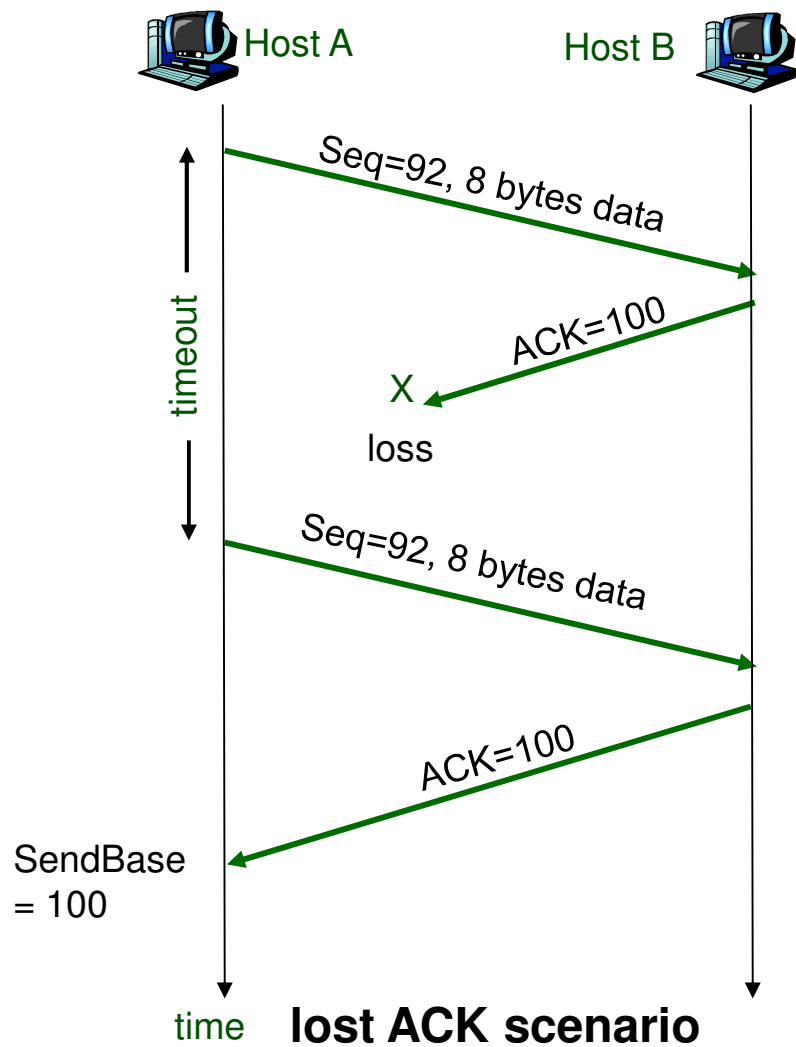 Host A
Host B
Seq=92, 8 bytes data
timeout
ACK=100
X
loss
Seq=92, 8 bytes data
ACK=100
SendBase
= 100
time
lost ACK scenario